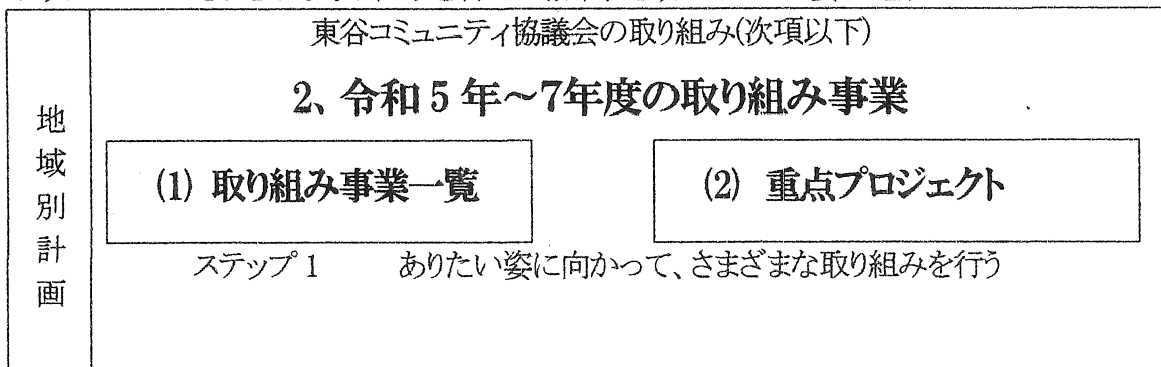 東谷コミュニティ協議会の取り組み(次項以下)
2、令和5年～7年度の取り組み事業
地域別計画
(1) 取り組み事業一覧
(2) 重点プロジェクト
ステップ1 ありたい姿に向かって、さまざまな取り組みを行う